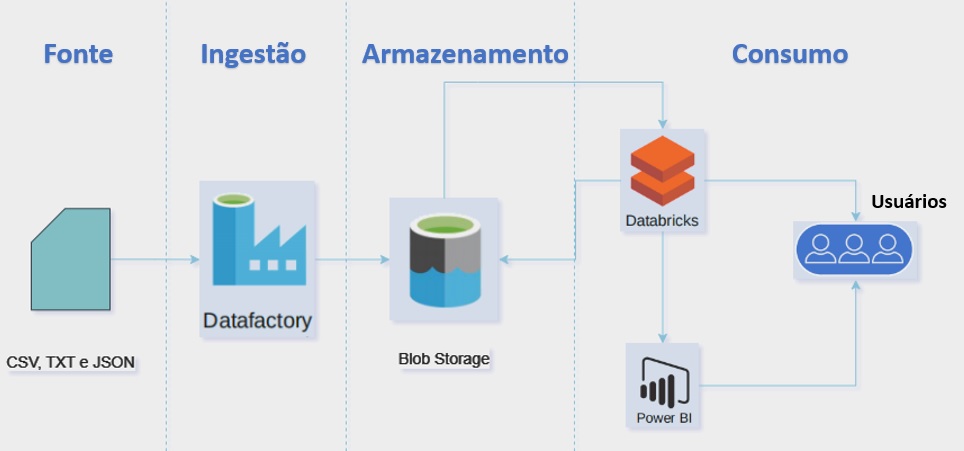 Fonte
Ingestão
Armazenamento
Consumo
CSV, TXT e JSON
Datafactory
Blob Storage
Databricks
Usuários
Power BI